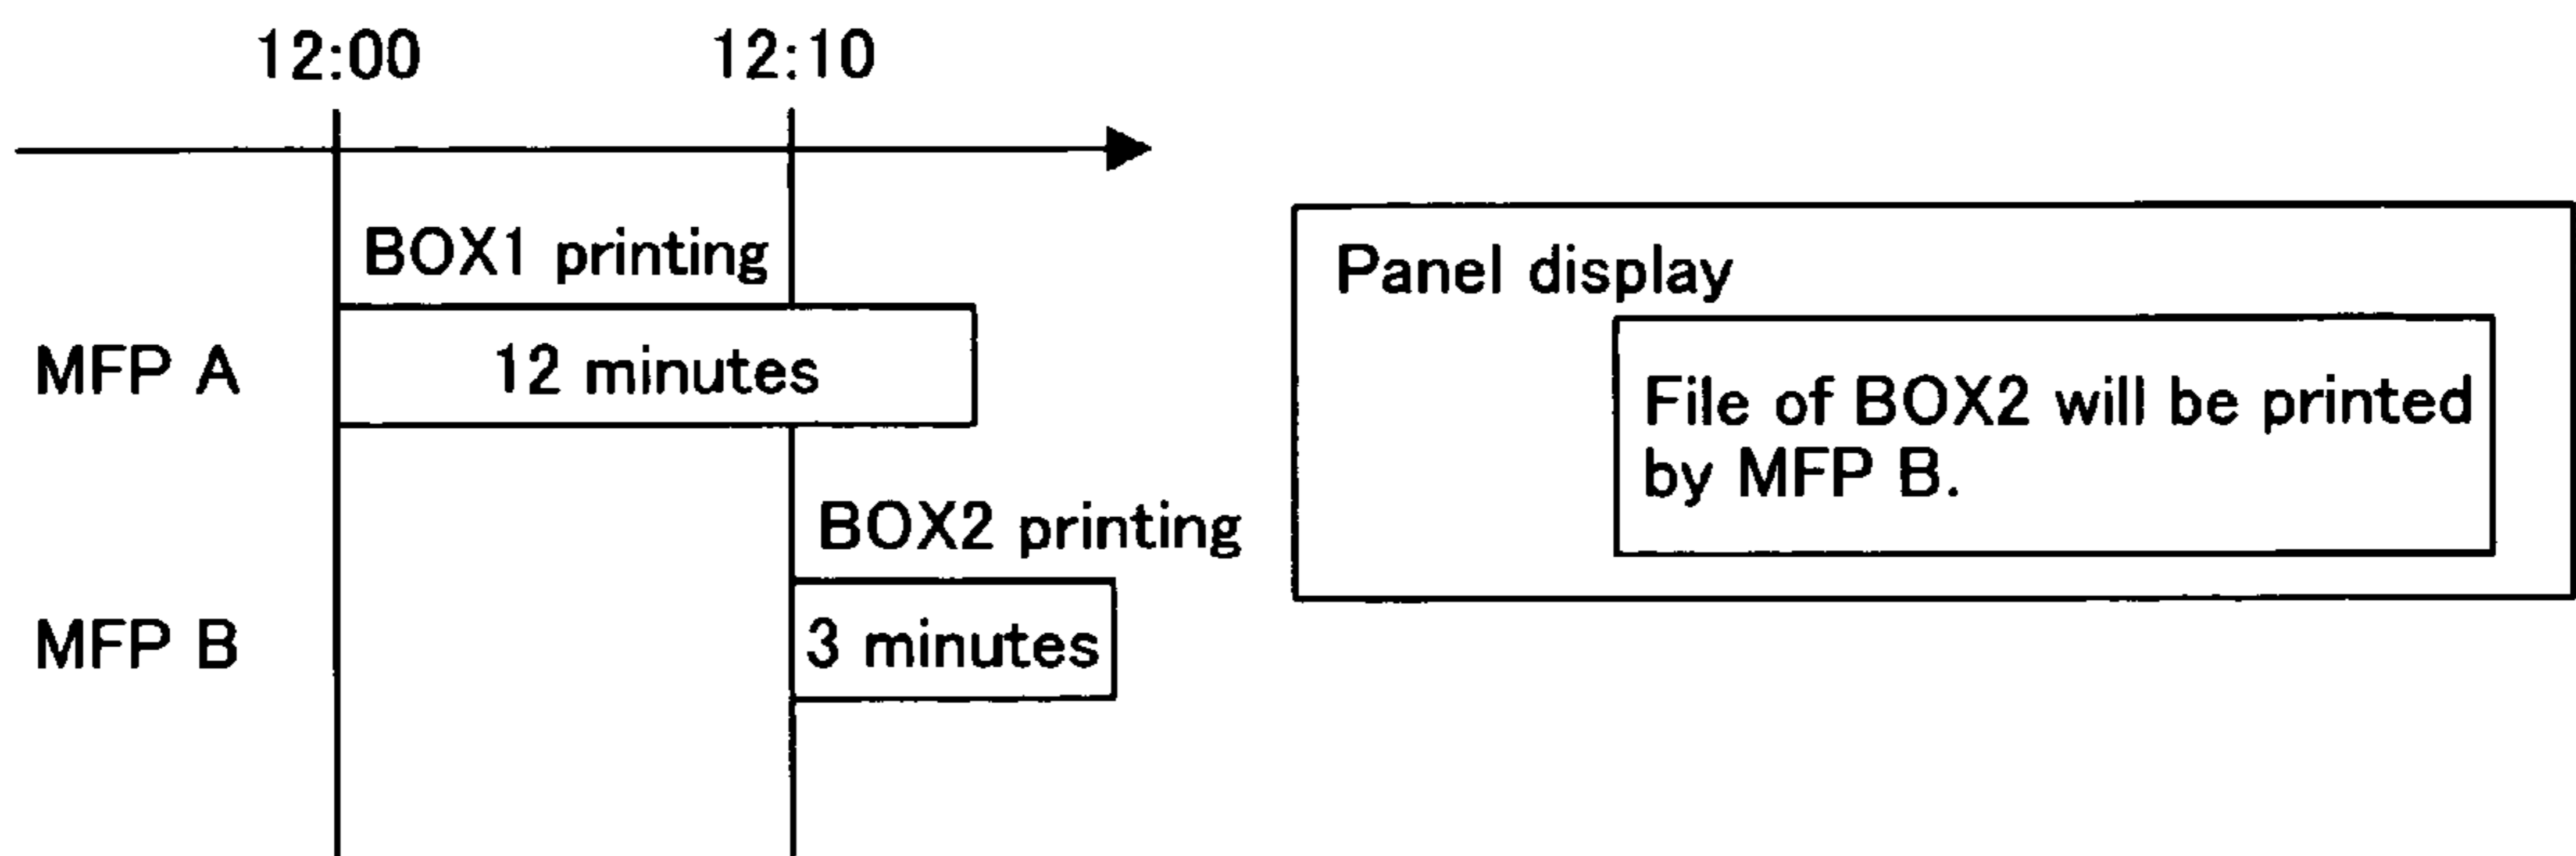 12:00 12:10
BOX1 printing
MFP A 12 minutes
BOX2 printing
MFP B 3 minutes
Panel display
File of BOX2 will be printed
by MFP B.